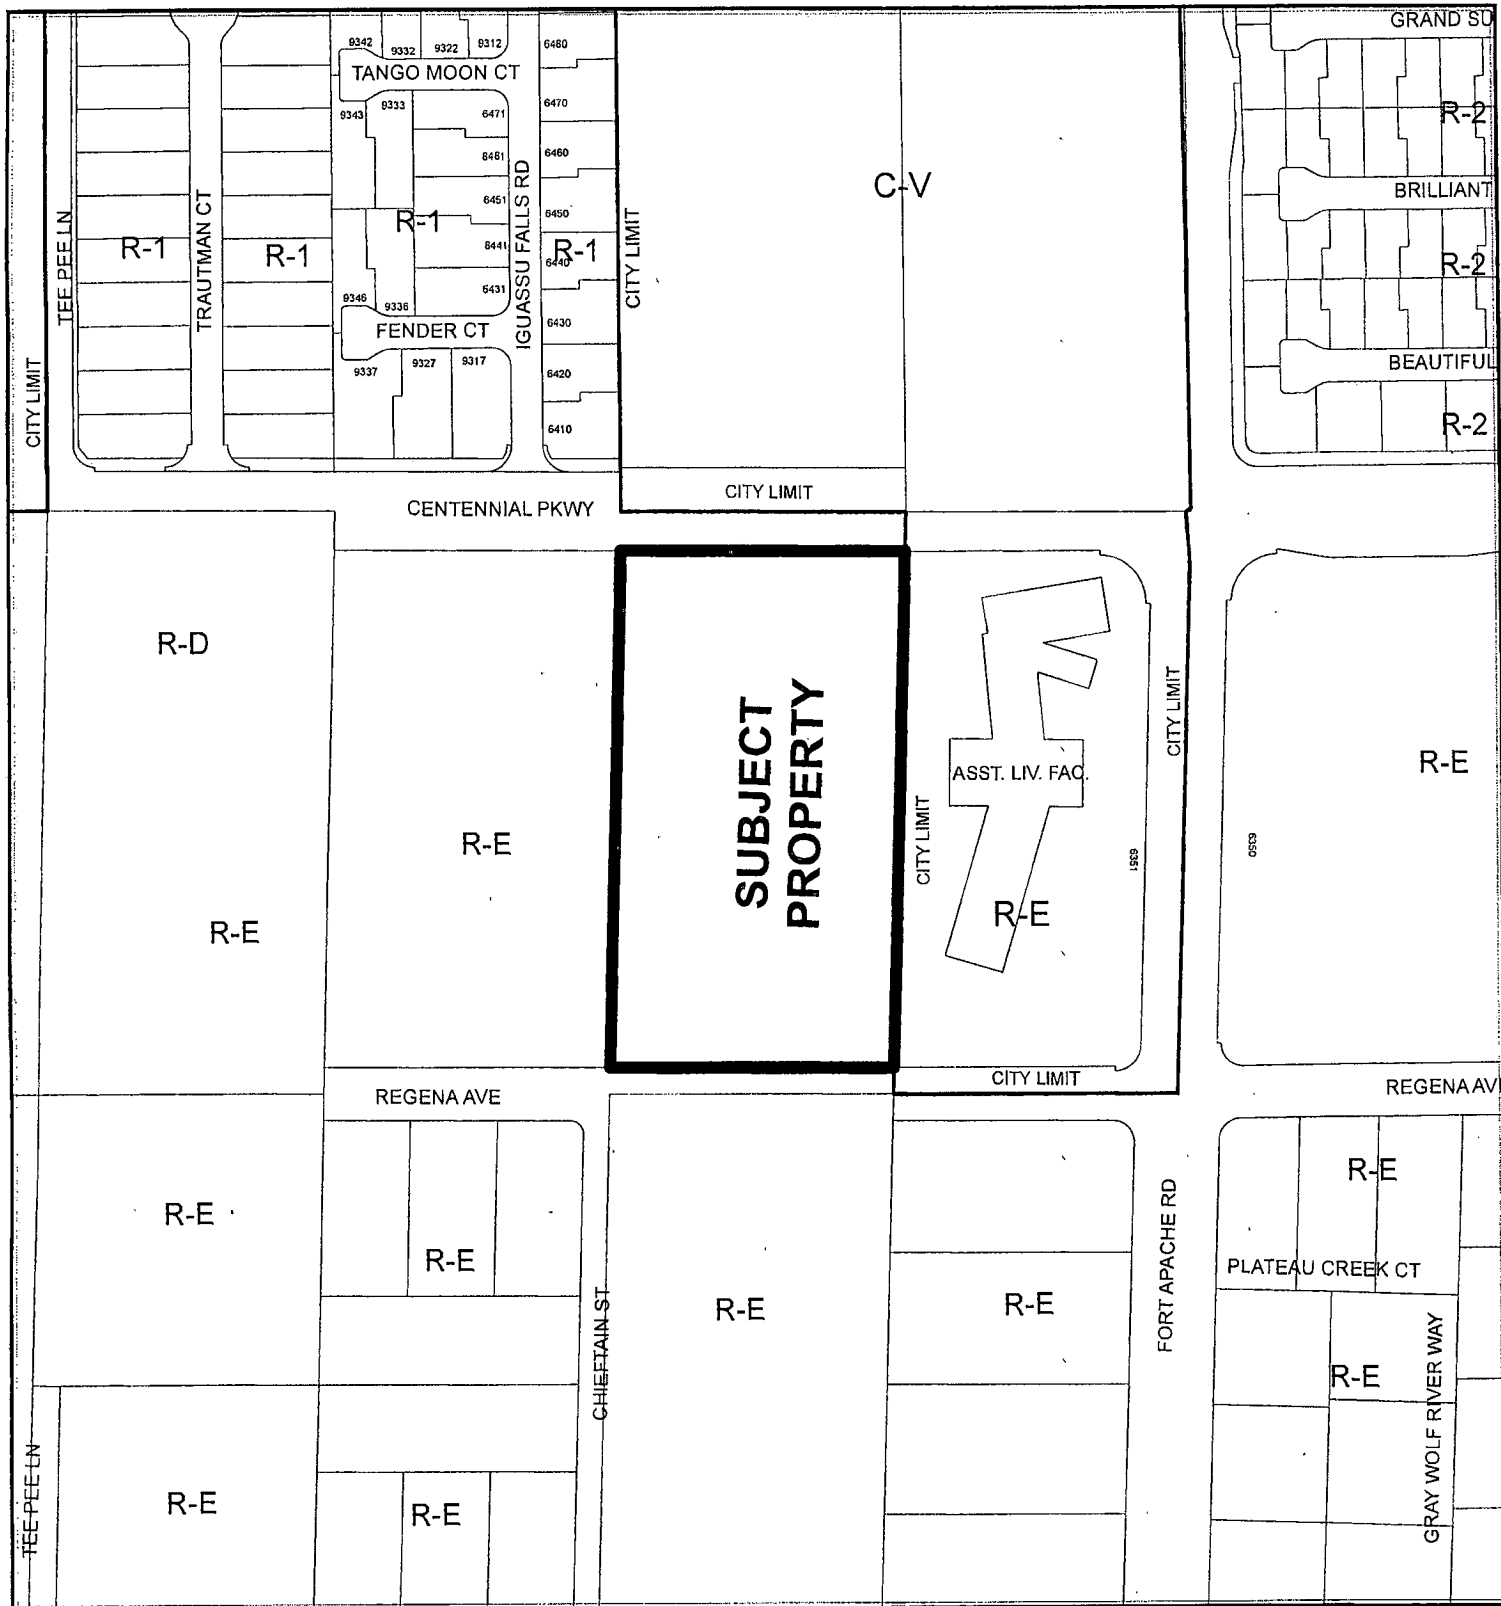 GRAND SU
9342
9332
9322
9312
6480
TANGO MOON CT
9343
9333
6471
6470
R-2
8481
6460
C-V
BRILLIANT
TEE PEE LN
TRAUTMAN CT
R-1
6451
IGUASSU FALLS RD
6450
CITY LIMIT
R-1
R-1
8441
R-1
6440
R-2
6431
9346
9336
6430
FENDER CT
9337
9327
9317
6420
BEAUTIFUL
CITY LIMIT
6410
R-2
CENTENNIAL PKWY
CITY LIMIT
R-D
SUBJECT
PROPERTY
CITY LIMIT
R-E
ASST. LIV. FAC.
R-E
CITY LIMIT
6351
6350
R-E
R-E
REGENA AVE
CITY LIMIT
REGENA AV
R-E
R-E
R-E
CHIEFTAIN ST
R-E
R-E
FORT APACHE RD
PLATEAU CREEK CT
R-E
GRAY WOLF RIVER WAY
TEE PEE LN
R-E
R-E